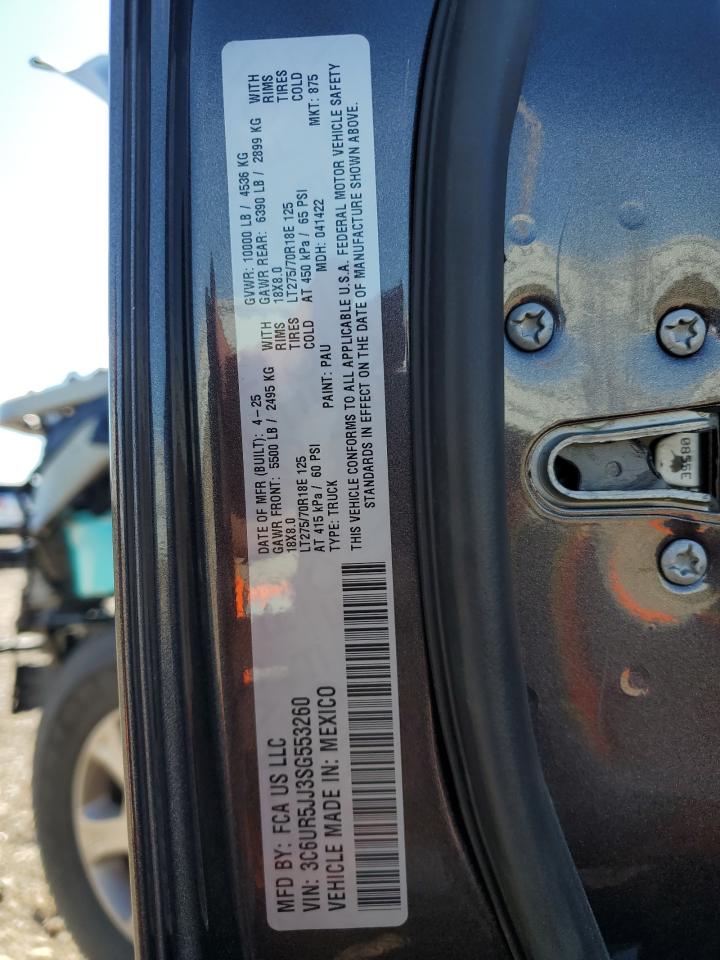 MFD BY: FCA US LLC
VIN: 3C6UR5JJ3SG553260
VEHICLE MADE IN: MEXICO
DATE OF MFR (BUILT): 4-25 GVWR: 10000 LB / 4536 KG
GAWR FRONT: 5500 LB / 2495 KG WITH GAWR REAR: 6390 LB / 2899 KG WITH
18X8.0 RIMS 18X8.0 RIMS
LT275/70R18E 125 TIRES LT275/70R18E 125 TIRES
AT 415 kPa / 60 PSI COLD AT 450 kPa / 65 PSI COLD
TYPE: TRUCK PAINT: PAU MDH: 041422 MKT: 875
THIS VEHICLE CONFORMS TO ALL APPLICABLE U.S.A. FEDERAL MOTOR VEHICLE SAFETY
STANDARDS IN EFFECT ON THE DATE OF MANUFACTURE SHOWN ABOVE.